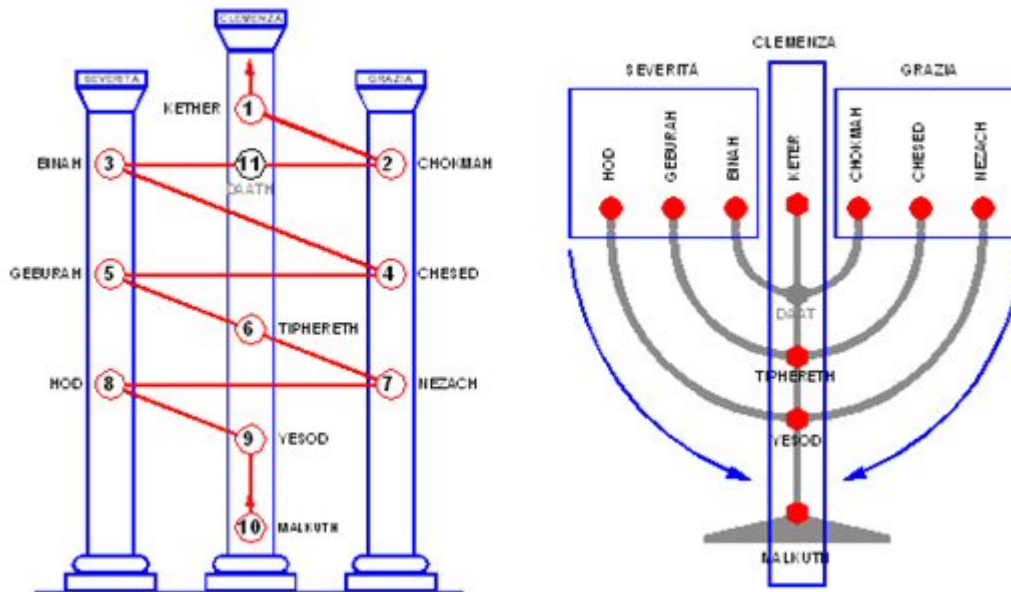 CLEMENZA
SEVERITÀ
GRAZIA
KETHER
1
BINAH
3
11
2
CHOKMAH
DAATH
GEBURAH
5
4
CHESED
6
TIPHERETH
HOD
8
7
NEZACH
9
YESOD
10
MALKUTH
CLEMENZA
SEVERITÀ
GRAZIA
HOD
GEBURAH
BINAH
KETER
CHOKMAH
CHESED
NEZACH
DAAT
TIPHERETH
YESOD
MALKUTH